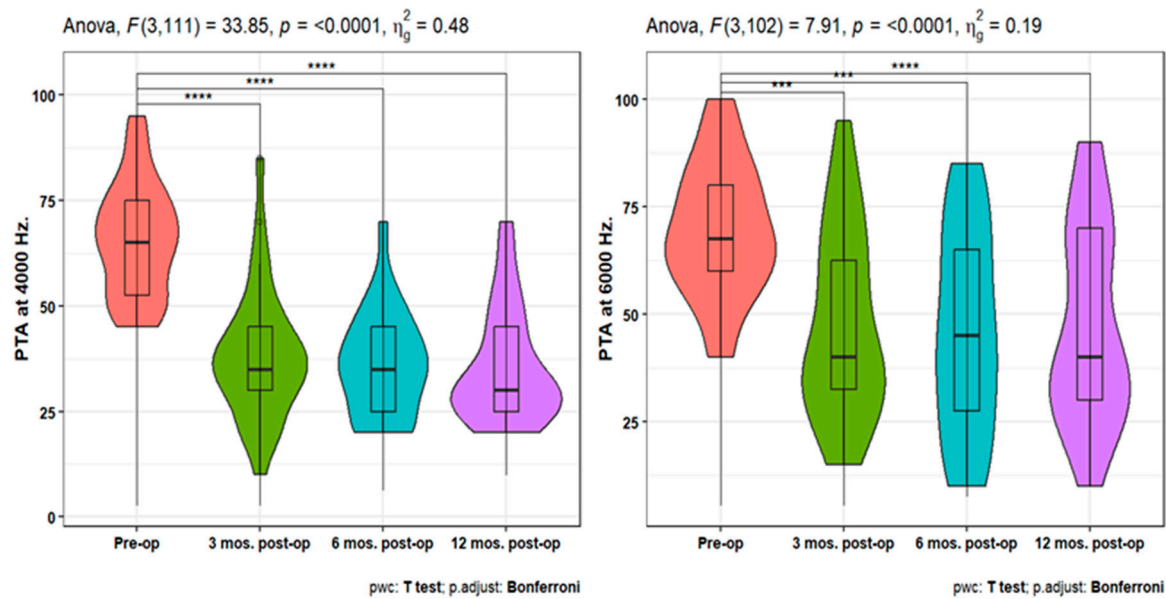 Anova, F(3,111) = 33.85, p = <0.0001, η²g = 0.48
PTA at 4000 Hz.
100
75
50
25
0
****
****
****
Pre-op
3 mos. post-op
6 mos. post-op
12 mos. post-op
pwc: T test; p.adjust: Bonferroni
Anova, F(3,102) = 7.91, p = <0.0001, η²g = 0.19
PTA at 6000 Hz.
100
75
50
25
****
***
***
Pre-op
3 mos. post-op
6 mos. post-op
12 mos. post-op
pwc: T test; p.adjust: Bonferroni